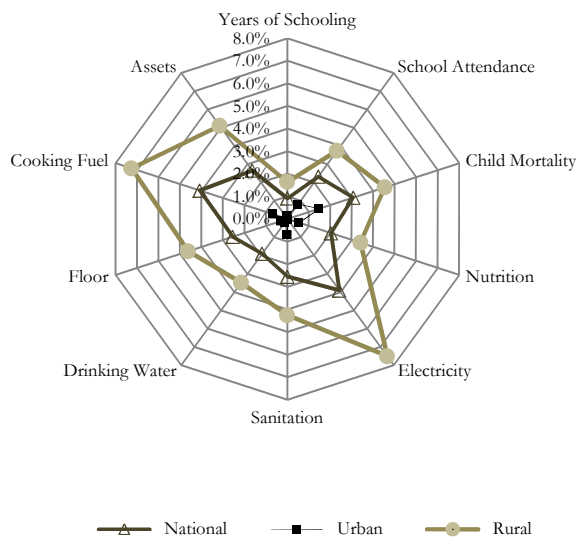 Years of Schooling
8.0%
7.0%
6.0%
5.0%
4.0%
3.0%
2.0%
1.0%
0.0%
School Attendance
Child Mortality
Nutrition
Electricity
Sanitation
Drinking Water
Floor
Cooking Fuel
Assets
National
Urban
Rural